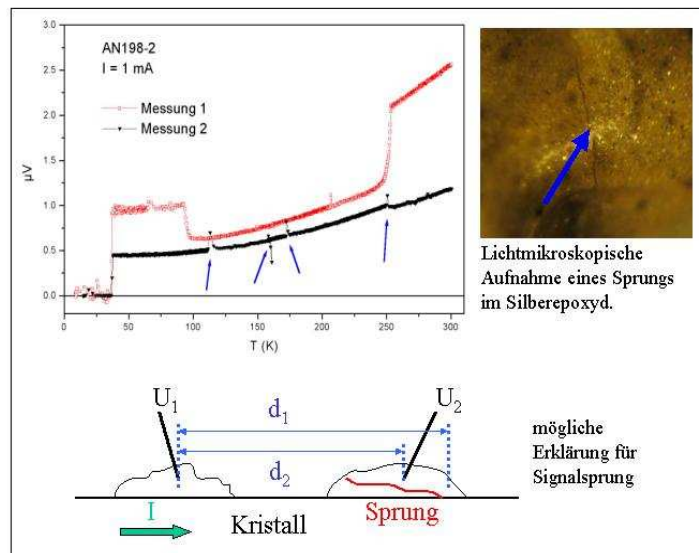 AN198-2
I = 1 mA
Messung 1
Messung 2
3.0
2.5
2.0
1.5
1.0
0.5
0.0
µV
0
50
100
150
200
250
300
T (K)
Lichtmikroskopische
Aufnahme eines Sprungs
im Silberepoxyd.
U1
U2
d1
d2
mögliche
Erklärung für
Signalsprung
I
Kristall
Sprung